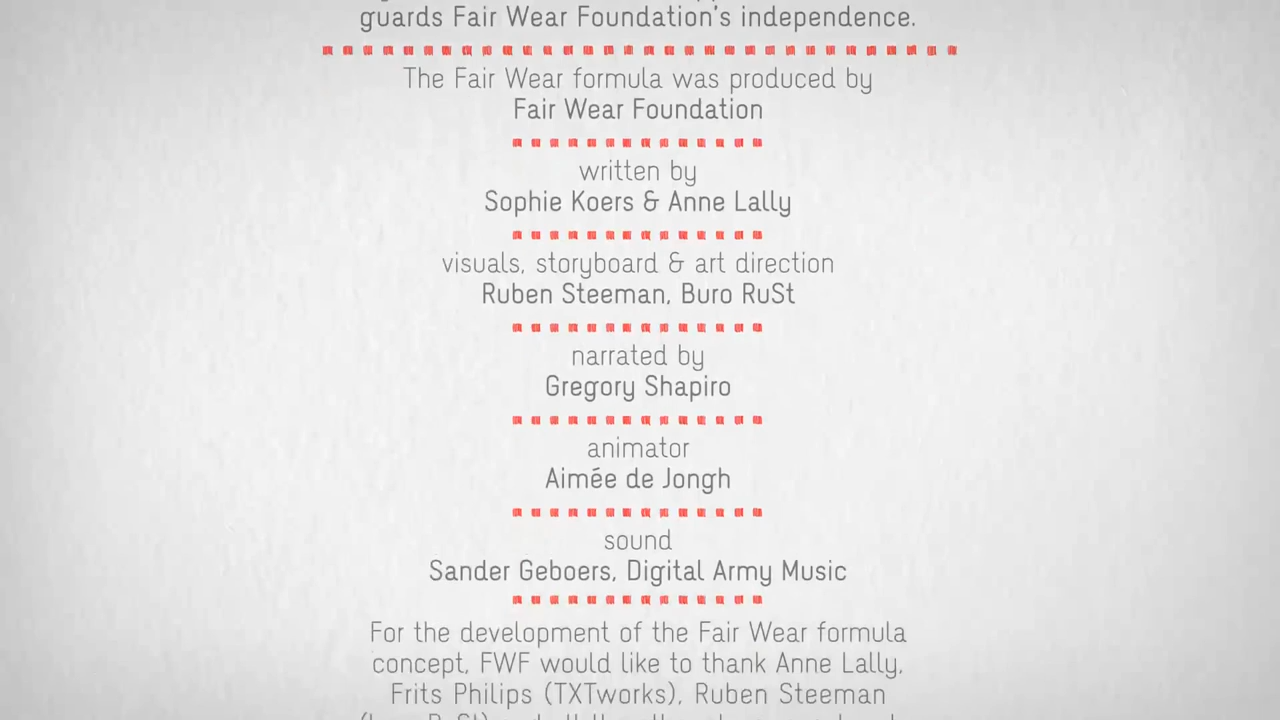 guards Fair Wear Foundation's independence.
The Fair Wear formula was produced by
Fair Wear Foundation
written by
Sophie Koers & Anne Lally
visuals, storyboard & art direction
Ruben Steeman, Buro RuSt
narrated by
Gregory Shapiro
animator
Aimée de Jongh
sound
Sander Geboers, Digital Army Music
For the development of the Fair Wear formula
concept, FWF would like to thank Anne Lally,
Frits Philips (TXTworks), Ruben Steeman